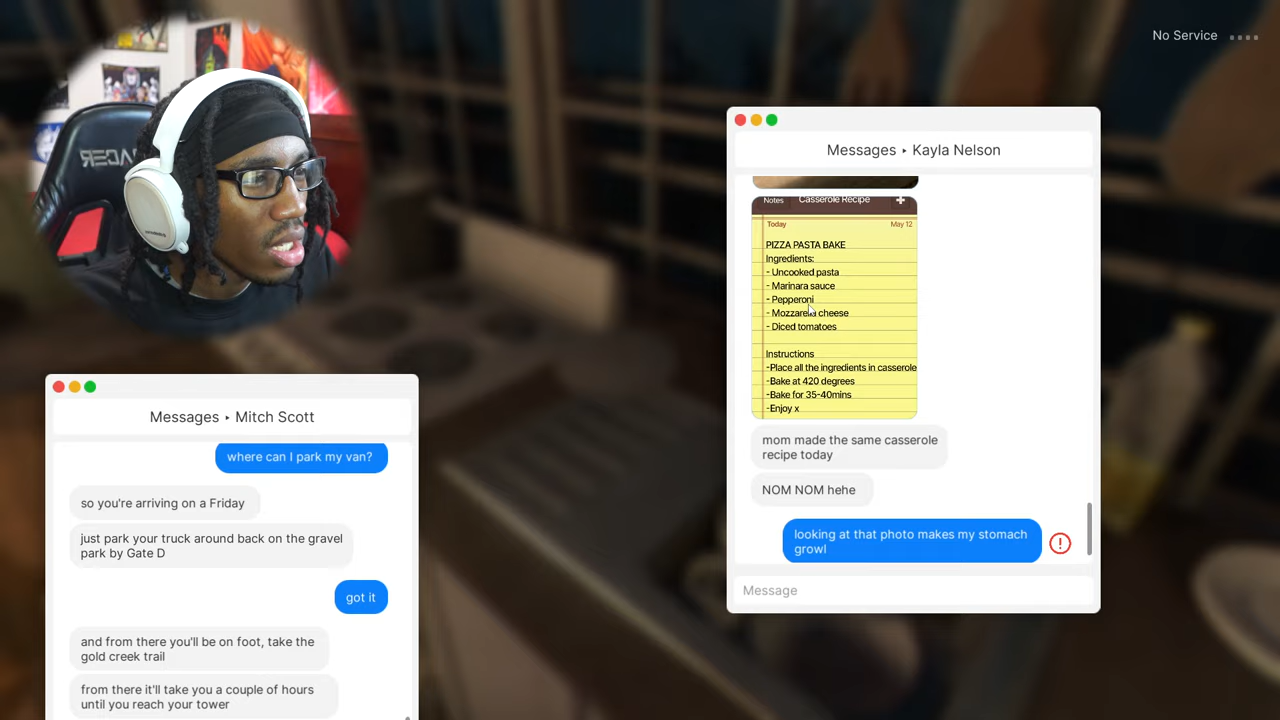 No Service
Messages ▸ Kayla Nelson
Notes Casserole Recipe +
Today May 12
PIZZA PASTA BAKE
Ingredients:
- Uncooked pasta
- Marinara sauce
- Pepperoni
- Mozzarella cheese
- Diced tomatoes
Instructions
-Place all the ingredients in casserole
-Bake at 420 degrees
-Bake for 35-40mins
-Enjoy x
mom made the same casserole
recipe today
NOM NOM hehe
looking at that photo makes my stomach
growl
Message
Messages ▸ Mitch Scott
where can I park my van?
so you're arriving on a Friday
just park your truck around back on the gravel
park by Gate D
got it
and from there you'll be on foot, take the
gold creek trail
from there it'll take you a couple of hours
until you reach your tower